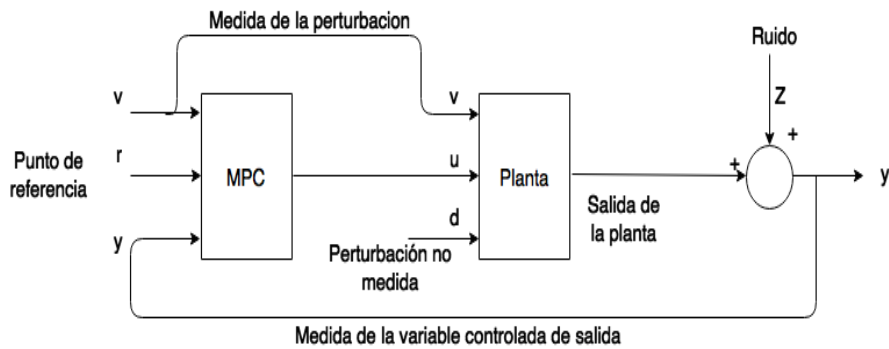 Medida de la perturbacion
Ruido
v
v
Z
+
Punto de
referencia
r
MPC
u
Planta
+
y
Salida de
la planta
y
d
Perturbación no
medida
Medida de la variable controlada de salida